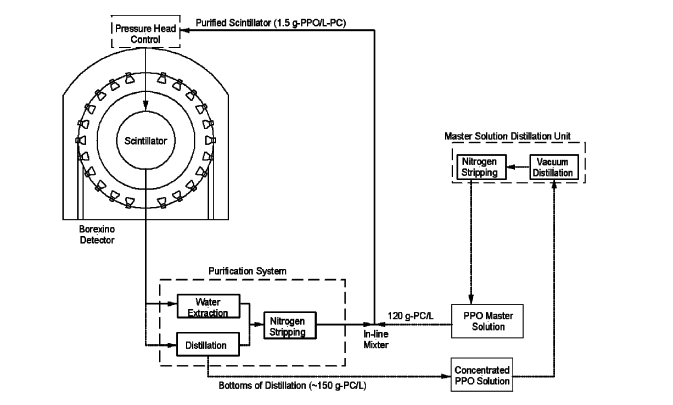 Pressure Head
Control
Purified Scintillator (1.5 g-PPO/L-PC)
Scintillator
Borexino
Detector
Master Solution Distillation Unit
Nitrogen
Stripping
Vacuum
Distillation
Purification System
Water
Extraction
Nitrogen
Stripping
Distillation
In-line
Mixter
120 g-PC/L
PPO Master
Solution
Bottoms of Distillation (~150 g-PC/L)
Concentrated
PPO Solution